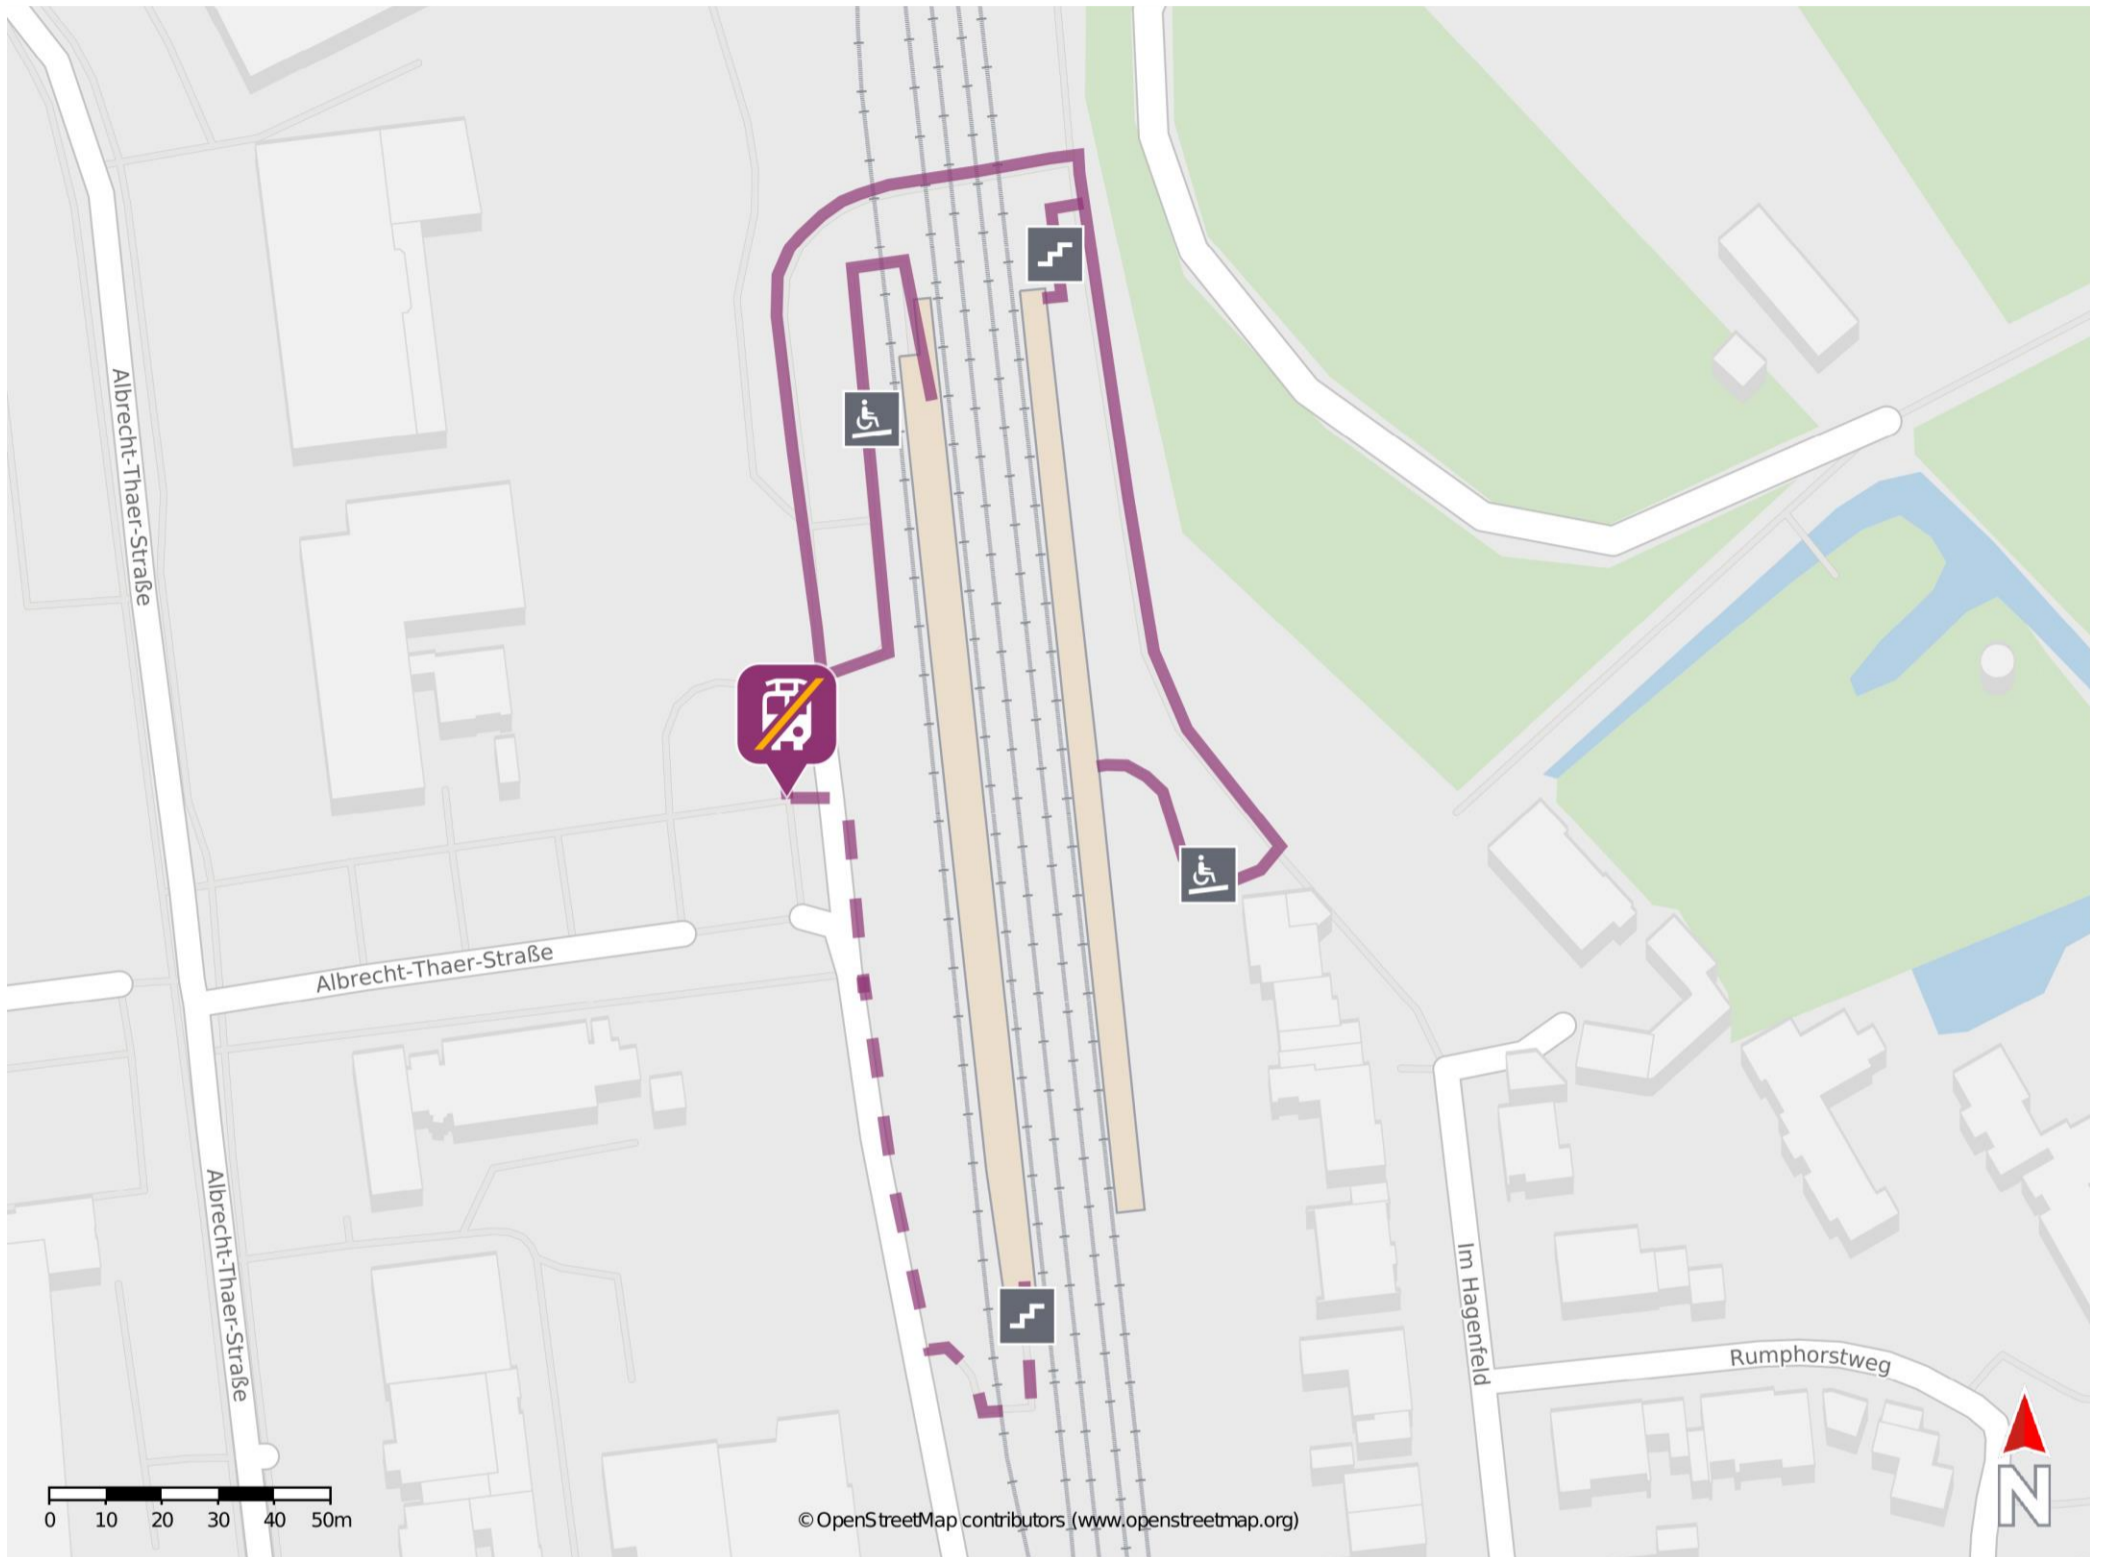 Albrecht-Thaer-Straße
Albrecht-Thaer-Straße
Albrecht-Thaer-Straße
Im Hagenfeld
Rumphorstweg
N
0 10 20 30 40 50m
© OpenStreetMap contributors (www.openstreetmap.org)